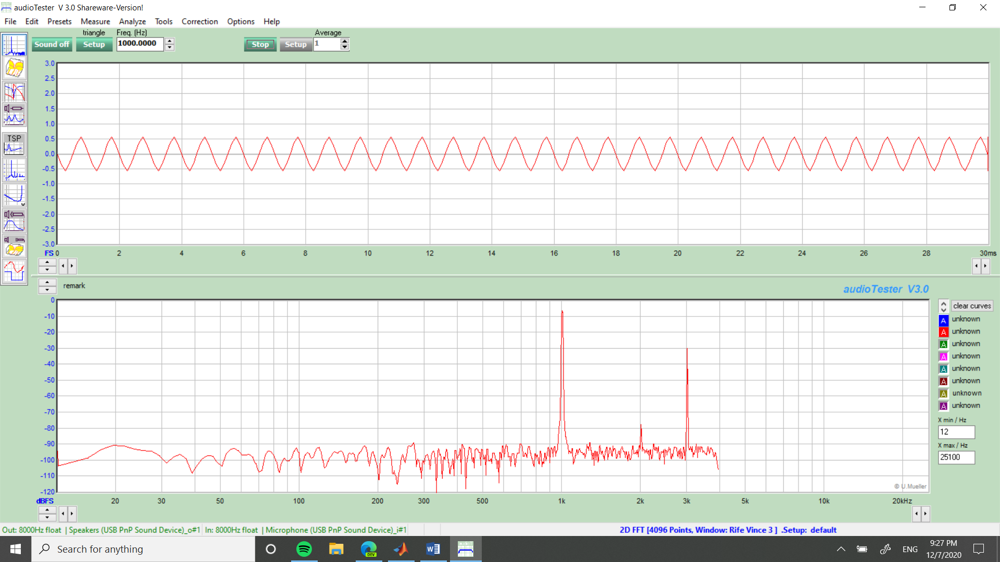 audioTester V 3.0 Shareware-Version!
File Edit Presets Measure Analyze Tools Correction Options Help
triangle Freq. (Hz) Average
Sound off Setup 1000.0000 Stop Setup 1
TSP
3.0
2.5
2.0
1.5
1.0
0.5
0.0
-0.5
-1.0
-1.5
-2.0
-2.5
-3.0
FS 0 2 4 6 8 10 12 14 16 18 20 22 24 26 28 30ms
remark
audioTester V3.0
0
-10
-20
-30
-40
-50
-60
-70
-80
-90
-100
-110
-120
dBFS 20 30 50 100 200 300 500 1k 2k 3k 5k 10k 20kHz
© U.Mueller
clear curves
A unknown
A unknown
A unknown
A unknown
A unknown
A unknown
A unknown
A unknown
X min / Hz
12
X max / Hz
25100
Out: 8000Hz float | Speakers (USB PnP Sound Device)_o#1 In: 8000Hz float | Microphone (USB PnP Sound Device)_i#1 2D FFT [4096 Points, Window: Rife Vince 3 ] .Setup: default
Search for anything
DEV
ENG
9:27 PM
12/7/2020